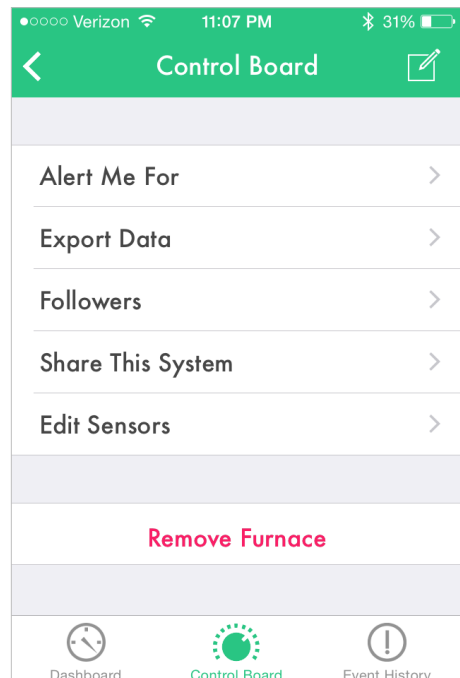 Verizon 11:07 PM 31%
Control Board
Alert Me For
Export Data
Followers
Share This System
Edit Sensors
Remove Furnace
Dashboard Control Board Event History